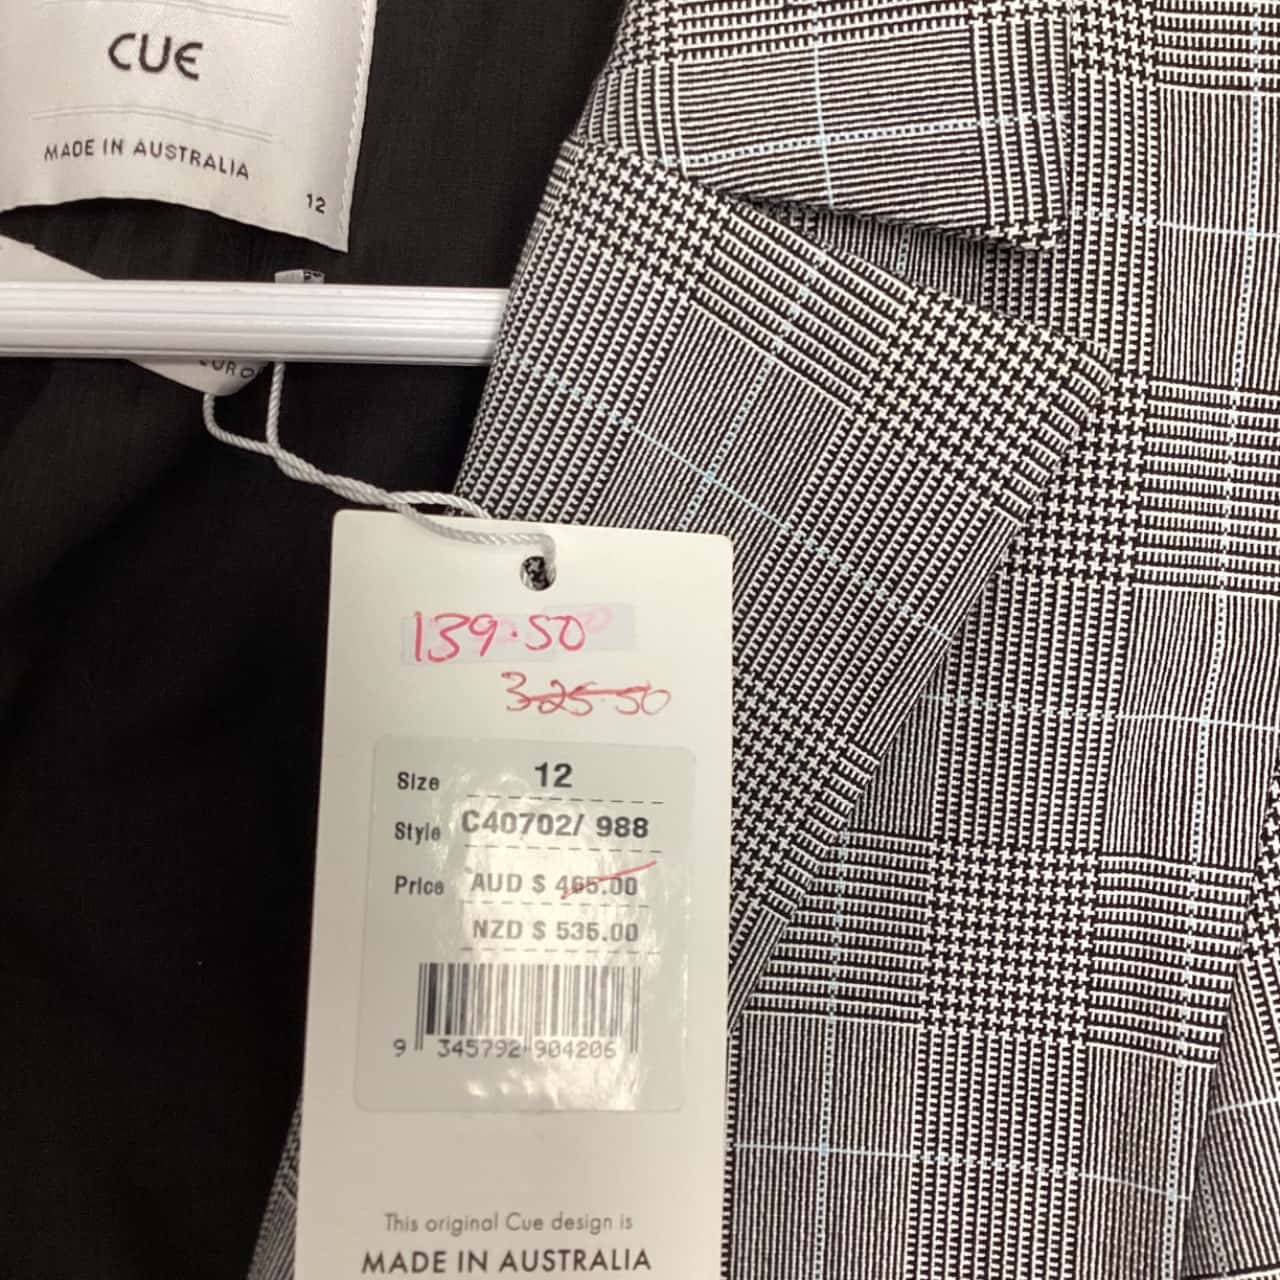 CUE
MADE IN AUSTRALIA
12
139.50
325.50
Size 12
Style C40702/ 988
Price AUD $ 465.00
NZD $ 535.00
9 345792 904206
This original Cue design is
MADE IN AUSTRALIA